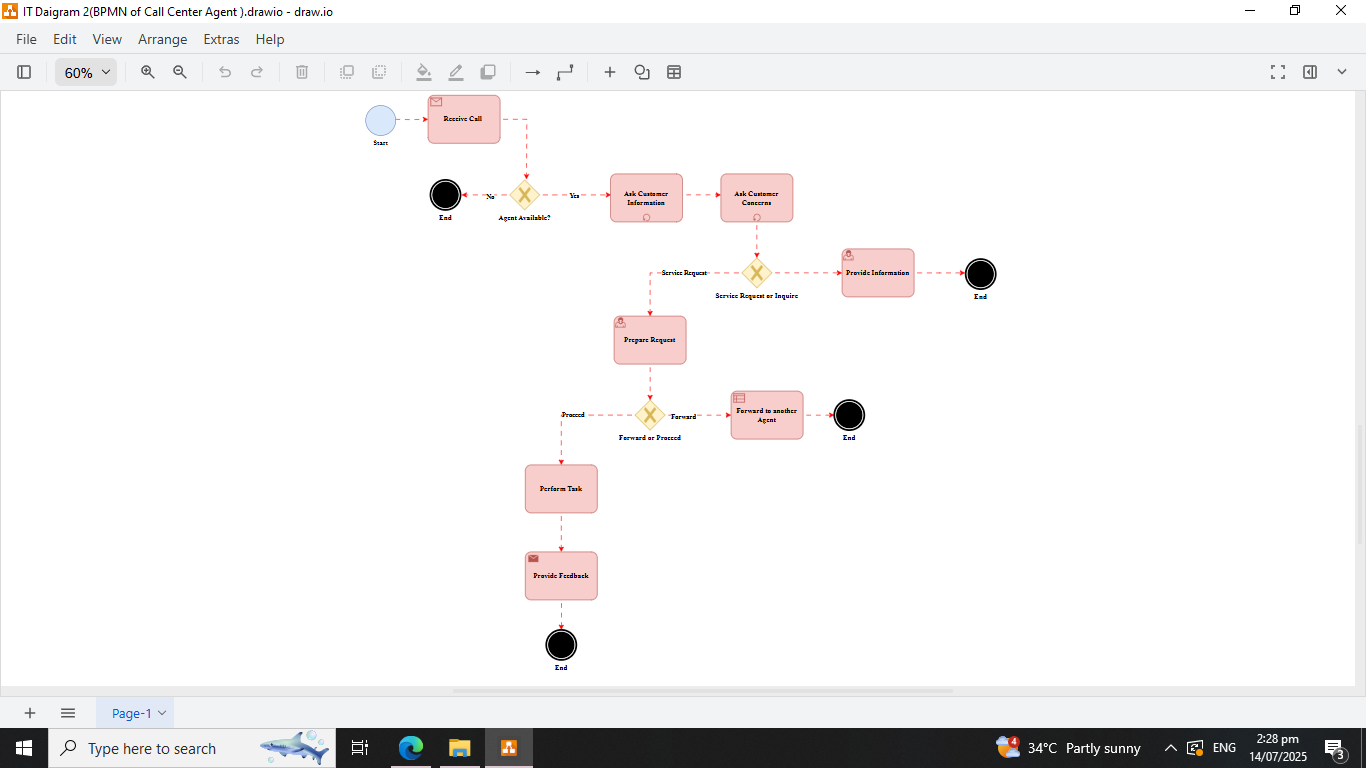 IT Daigram 2(BPMN of Call Center Agent ).drawio - draw.io
File Edit View Arrange Extras Help
60%
Receive Call
Start
No
Yes
Ask Customer
Information
Ask Customer
Concerns
End
Agent Available?
Service Request
Provide Information
Service Request or Inquire
End
Prepare Request
Proceed
Forward
Forward to another
Agent
Forward or Proceed
End
Perform Task
Provide Feedback
End
Page-1
Type here to search
4
34°C Partly sunny
ENG
2:28 pm
14/07/2025
3